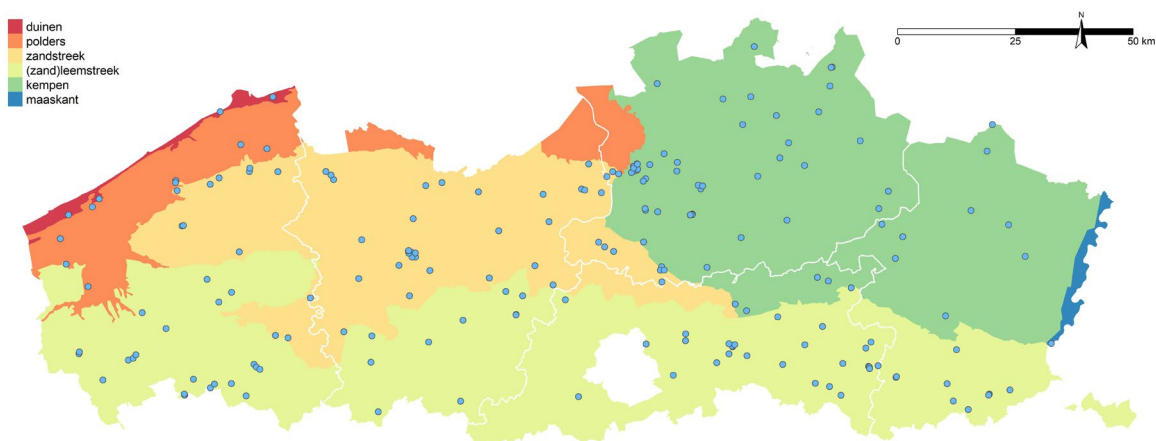 duinen
polders
zandstreek
(zand)leemstreek
kempen
maaskant
N
0 25 50 km